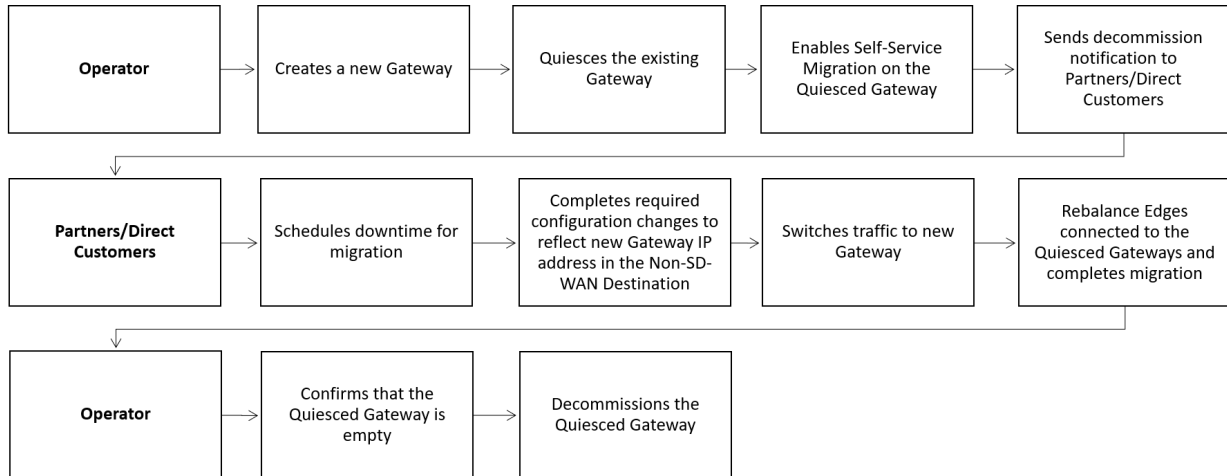 Operator
Creates a new Gateway
Quiesces the existing
Gateway
Enables Self-Service
Migration on the
Quiesced Gateway
Sends decommission
notification to
Partners/Direct
Customers
Partners/Direct
Customers
Schedules downtime for
migration
Completes required
configuration changes to
reflect new Gateway IP
address in the Non-SD-
WAN Destination
Switches traffic to new
Gateway
Rebalance Edges
connected to the
Quiesced Gateways and
completes migration
Operator
Confirms that the
Quiesced Gateway is
empty
Decommissions the
Quiesced Gateway